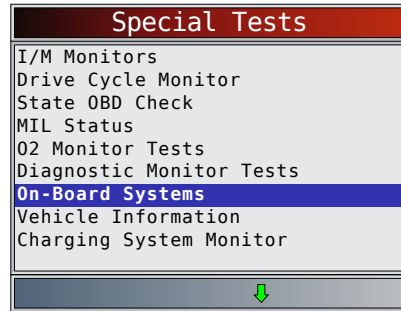 Special Tests
I/M Monitors
Drive Cycle Monitor
State OBD Check
MIL Status
O2 Monitor Tests
Diagnostic Monitor Tests
On-Board Systems
Vehicle Information
Charging System Monitor